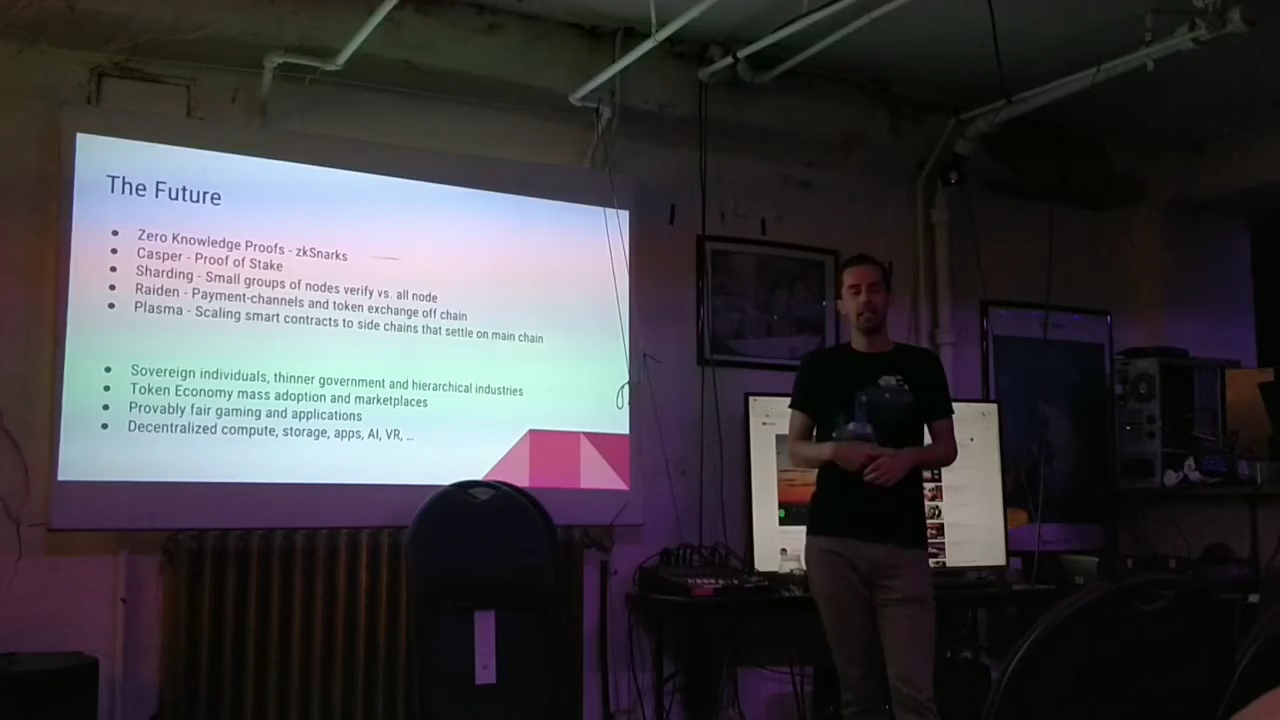 The Future
Zero Knowledge Proofs - zkSnarks
Casper - Proof of Stake
Sharding - Small groups of nodes verify vs. all node
Raiden - Payment-channels and token exchange off chain
Plasma - Scaling smart contracts to side chains that settle on main chain
Sovereign individuals, thinner government and hierarchical industries
Token Economy mass adoption and marketplaces
Provably fair gaming and applications
Decentralized compute, storage, apps, AI, VR, …